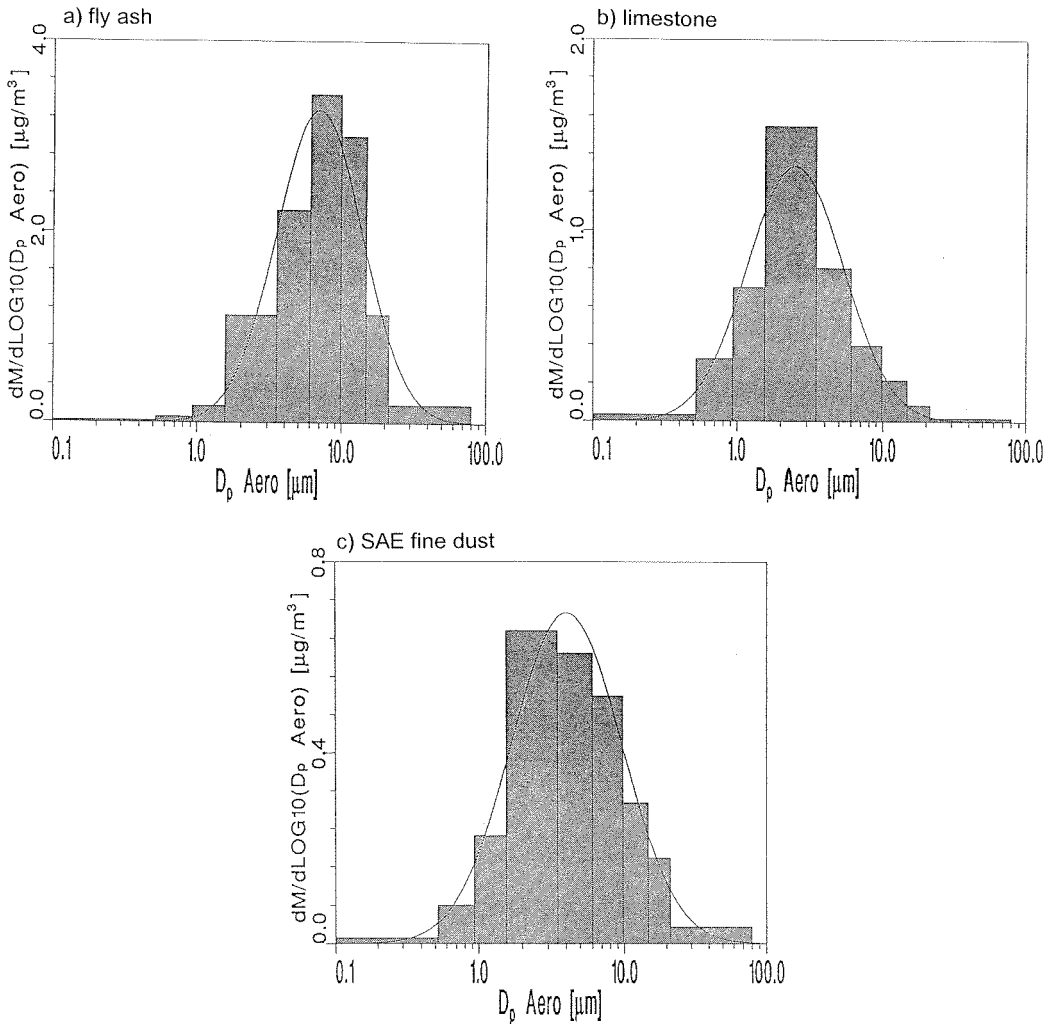 a) fly ash
4.0
2.0
0.0
dM/dLOG10(Dₚ Aero) [µg/m³]
0.1
1.0
10.0
100.0
Dₚ Aero [µm]
b) limestone
2.0
1.0
0.0
dM/dLOG10(Dₚ Aero) [µg/m³]
0.1
1.0
10.0
100.0
Dₚ Aero [µm]
c) SAE fine dust
0.8
0.4
0.0
dM/dLOG10(Dₚ Aero) [µg/m³]
0.1
1.0
10.0
100.0
Dₚ Aero [µm]